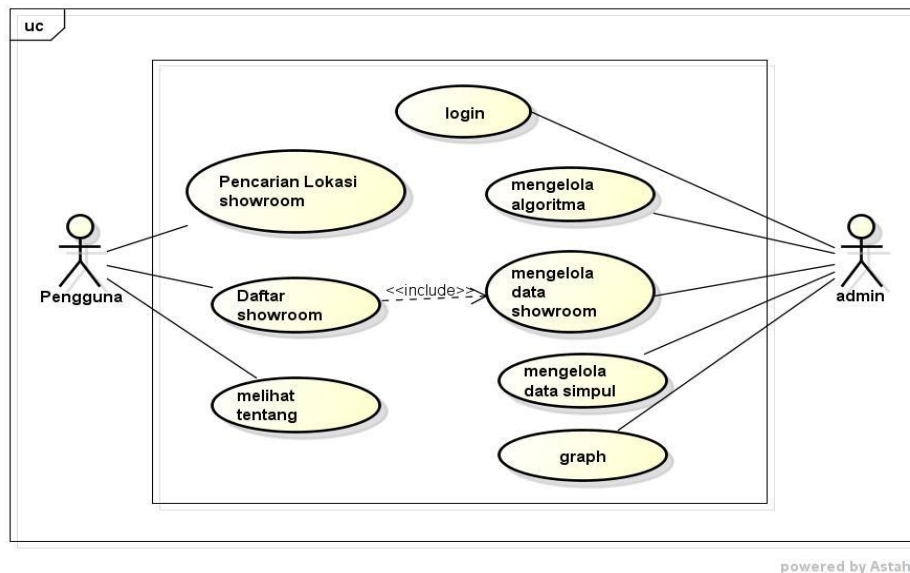 uc
login
Pencarian Lokasi
showroom
mengelola
algoritma
Pengguna
admin
Daftar
showroom
<<include>>
mengelola
data
showroom
melihat
tentang
mengelola
data simpul
graph
powered by Astah